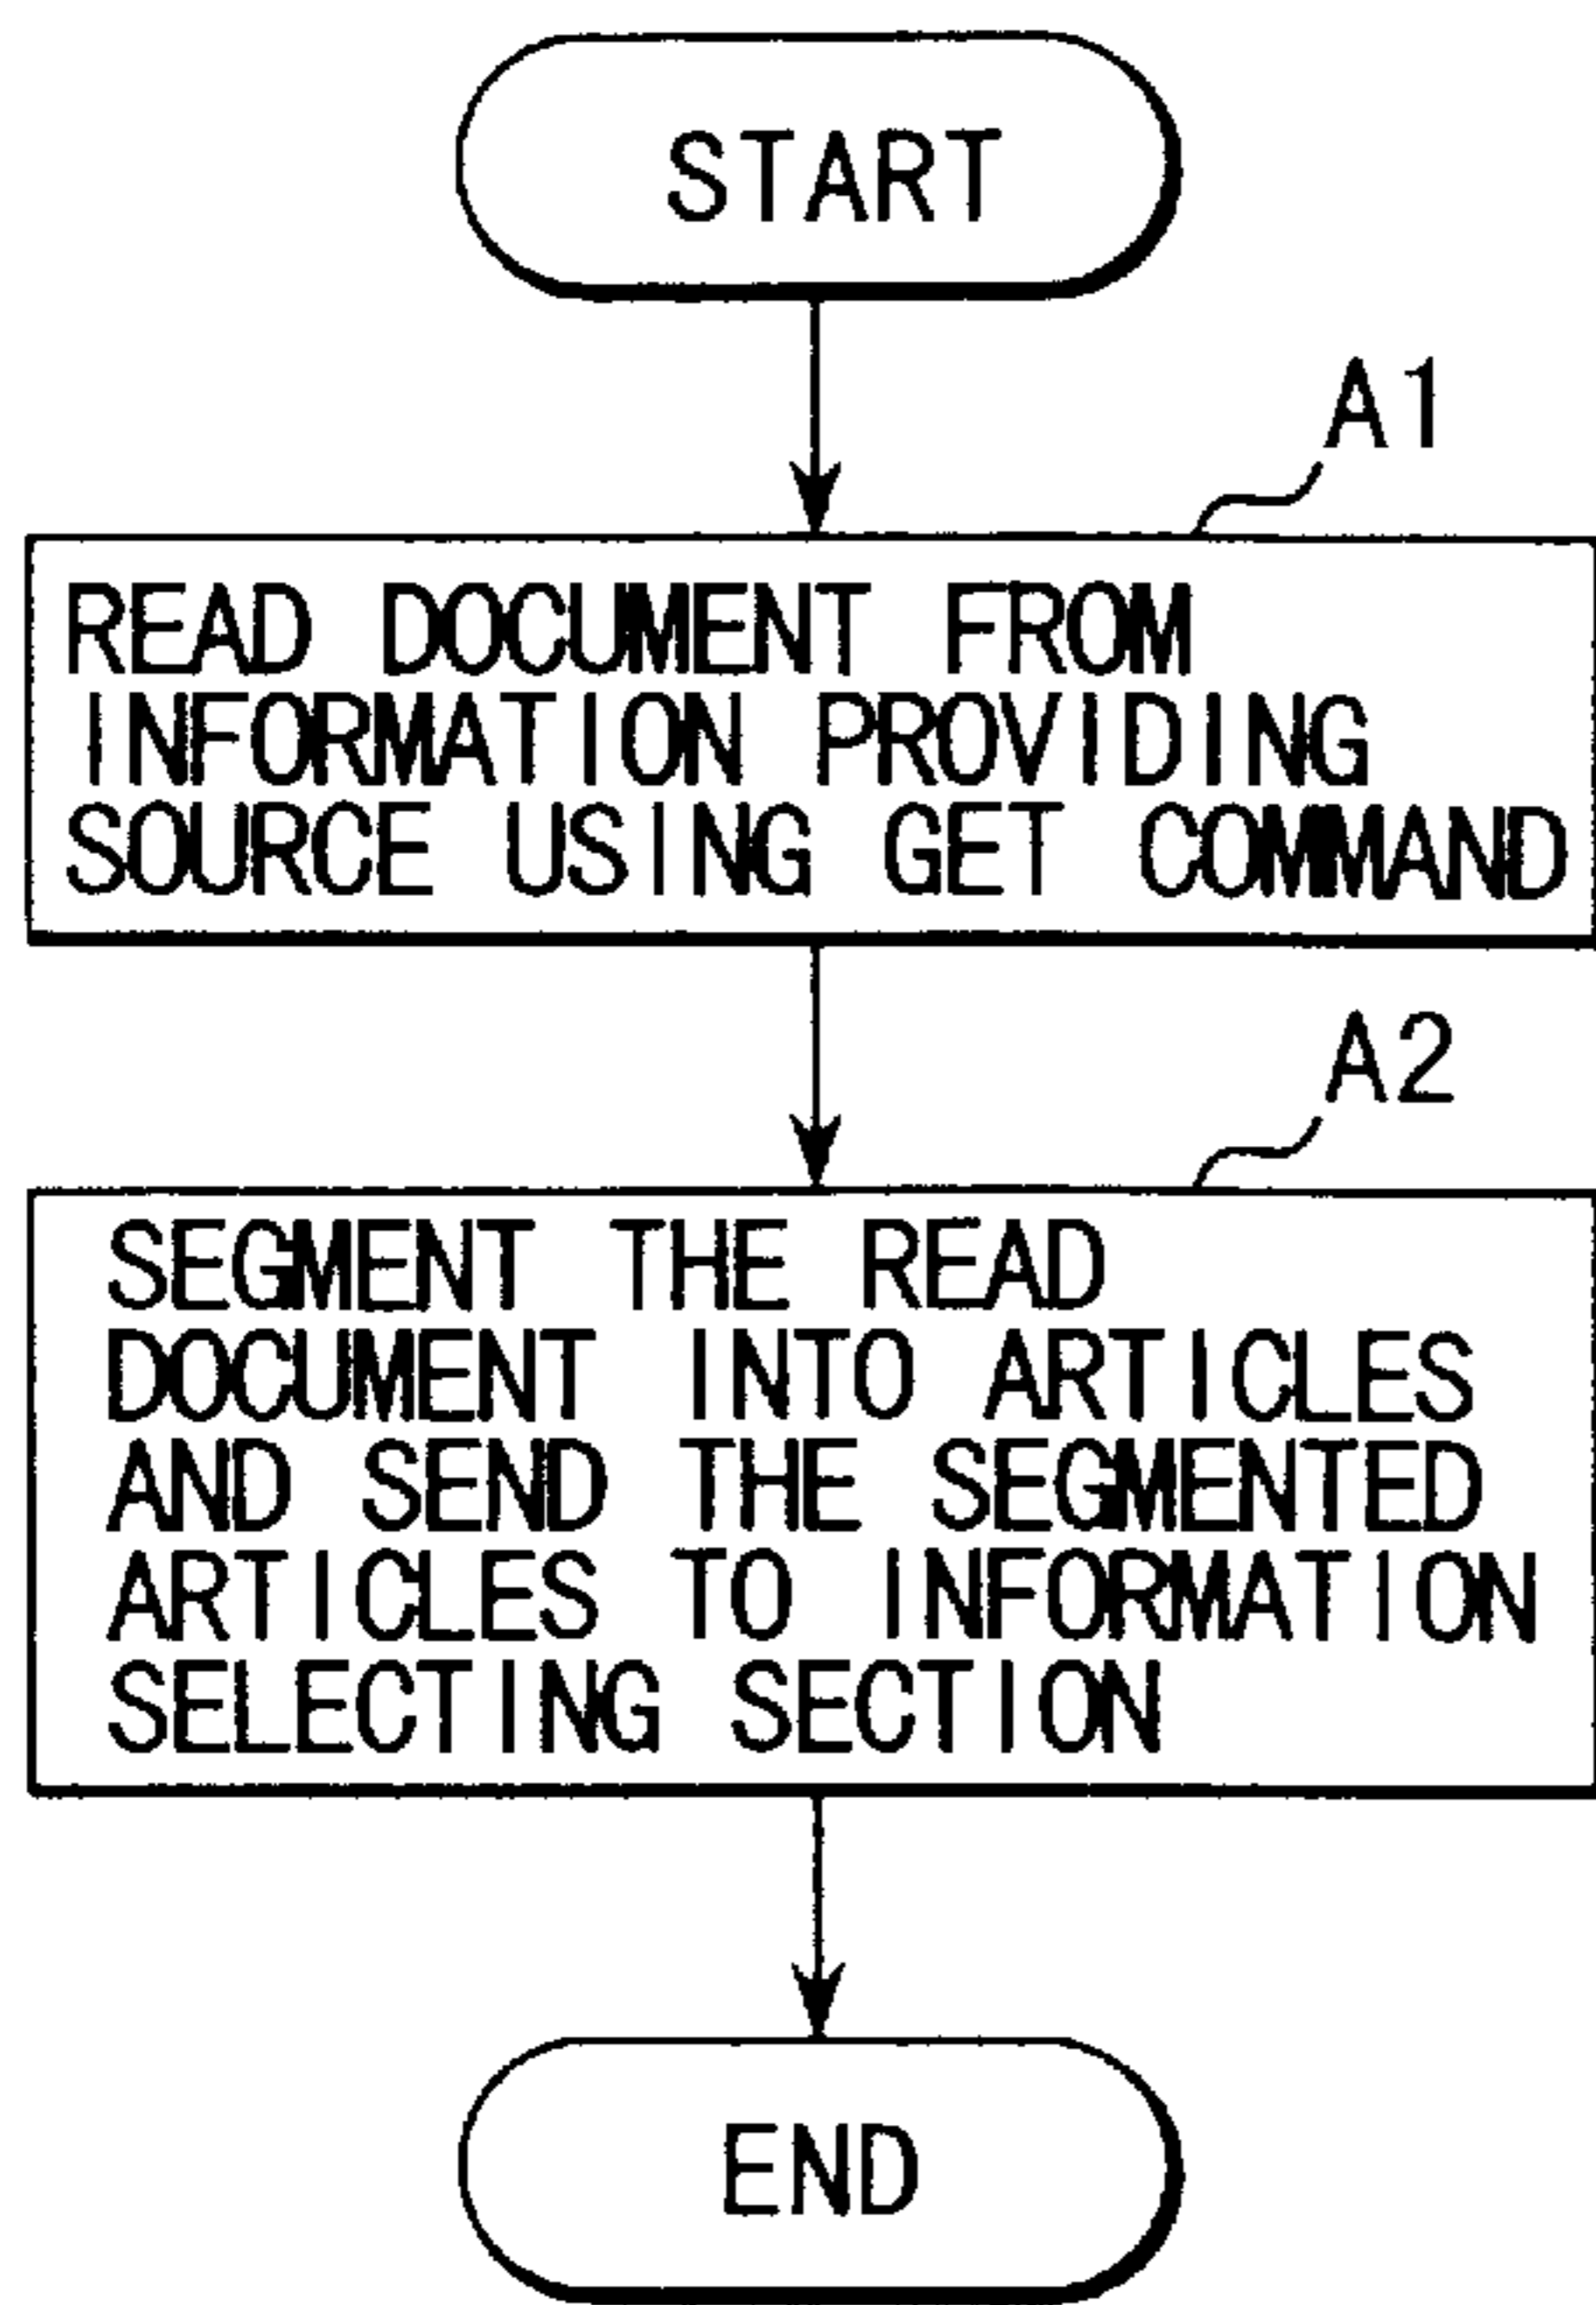 START
A1
READ DOCUMENT FROM
INFORMATION PROVIDING
SOURCE USING GET COMMAND
A2
SEGMENT THE READ
DOCUMENT INTO ARTICLES
AND SEND THE SEGMENTED
ARTICLES TO INFORMATION
SELECTING SECTION
END